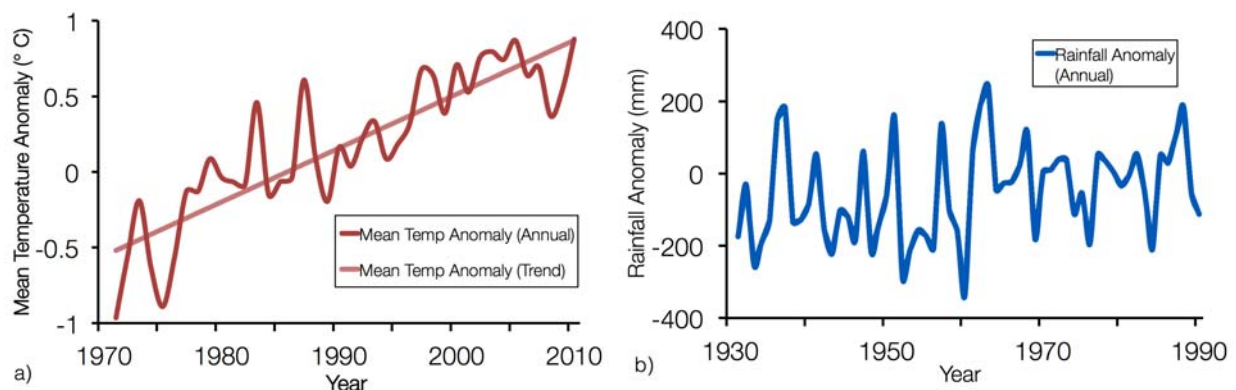 Mean Temperature Anomaly (° C)
1
0.5
0
-0.5
-1
1970
1980
1990
2000
2010
Year
Mean Temp Anomaly (Annual)
Mean Temp Anomaly (Trend)
a)
Rainfall Anomaly (mm)
400
200
0
-200
-400
1930
1950
1970
1990
Year
Rainfall Anomaly
(Annual)
b)